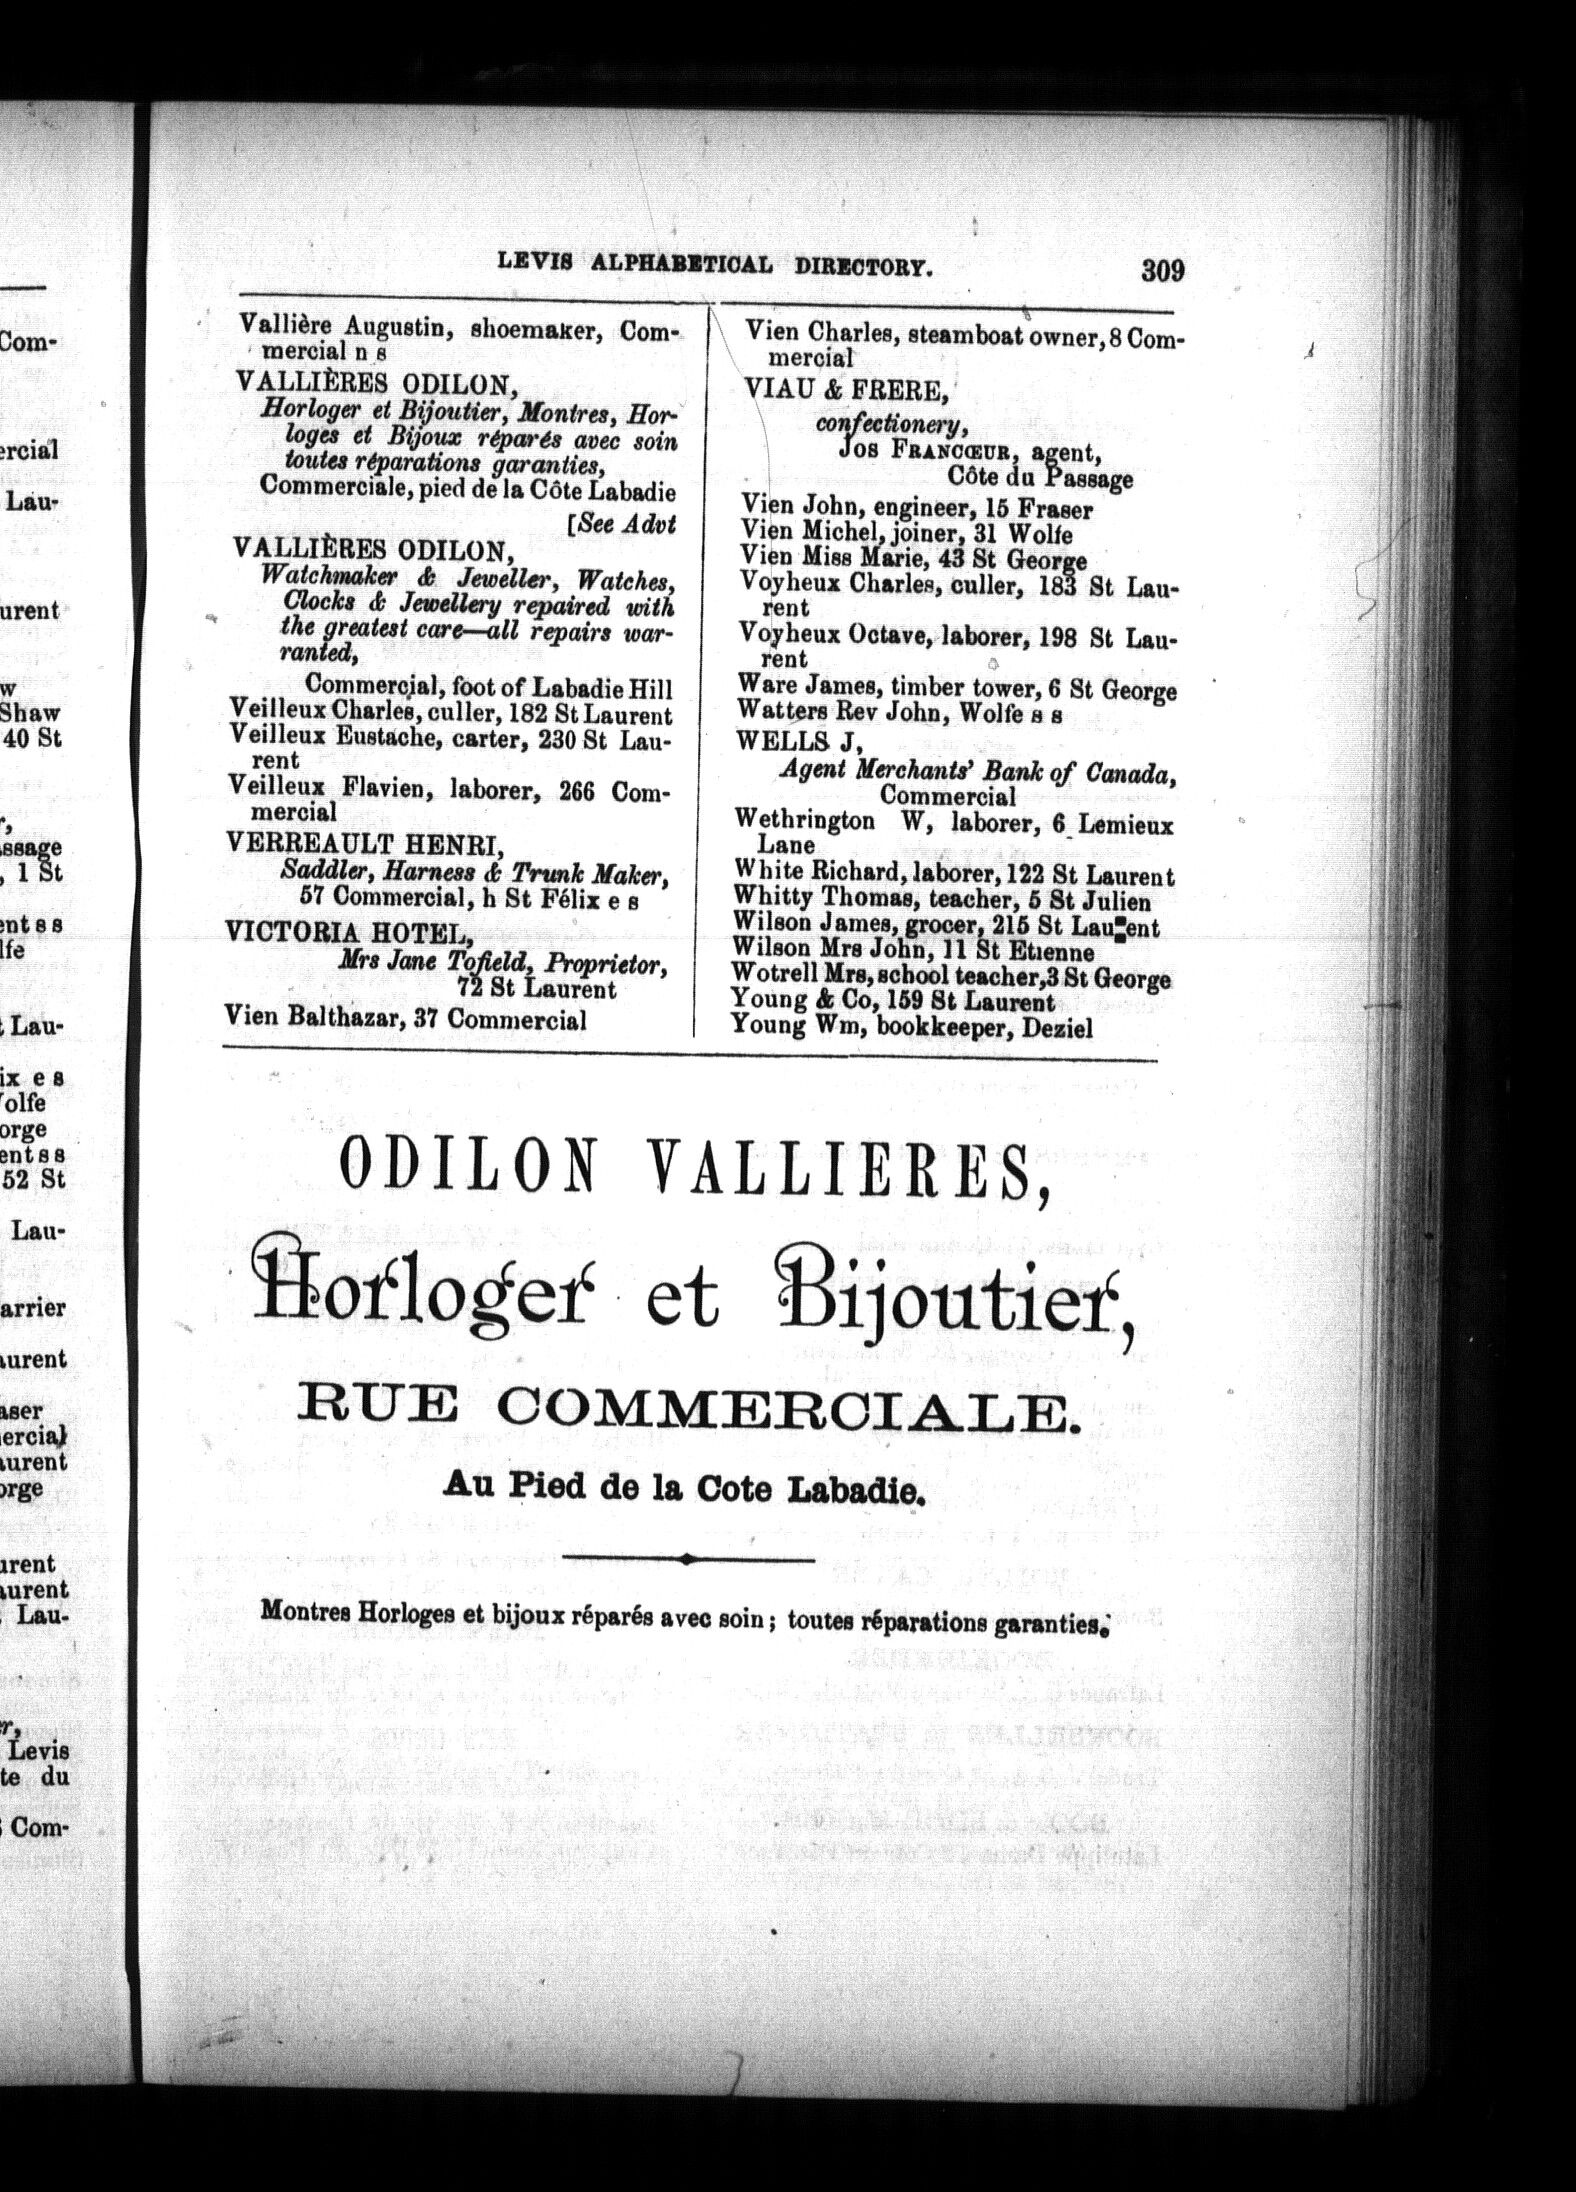 LEVIS ALPHABETICAL DIRECTORY. 309
Vallière Augustin, shoemaker, Com-
mercial n s
VALLIÈRES ODILON,
Horloger et Bijoutier, Montres, Hor-
loges et Bijoux réparés avec soin
toutes réparations garanties,
Commerciale, pied de la Côte Labadie
[See Advt
VALLIÈRES ODILON,
Watchmaker & Jeweller, Watches,
Clocks & Jewellery repaired with
the greatest care—all repairs war-
ranted,
Commercial, foot of Labadie Hill
Veilleux Charles, culler, 182 St Laurent
Veilleux Eustache, carter, 230 St Lau-
rent
Veilleux Flavien, laborer, 266 Com-
mercial
VERREAULT HENRI,
Saddler, Harness & Trunk Maker,
57 Commercial, h St Félix e s
VICTORIA HOTEL,
Mrs Jane Tofield, Proprietor,
72 St Laurent
Vien Balthazar, 37 Commercial
Vien Charles, steamboat owner, 8 Com-
mercial
VIAU & FRERE,
confectionery,
Jos FRANCŒUR, agent,
Côte du Passage
Vien John, engineer, 15 Fraser
Vien Michel, joiner, 31 Wolfe
Vien Miss Marie, 43 St George
Voyheux Charles, culler, 183 St Lau-
rent
Voyheux Octave, laborer, 198 St Lau-
rent
Ware James, timber tower, 6 St George
Watters Rev John, Wolfe s s
WELLS J,
Agent Merchants' Bank of Canada,
Commercial
Wethrington W, laborer, 6 Lemieux
Lane
White Richard, laborer, 122 St Laurent
Whitty Thomas, teacher, 5 St Julien
Wilson James, grocer, 215 St Laurent
Wilson Mrs John, 11 St Etienne
Wotrell Mrs, school teacher, 3 St George
Young & Co, 159 St Laurent
Young Wm, bookkeeper, Deziel
ODILON VALLIERES,
Horloger et Bijoutier,
RUE COMMERCIALE.
Au Pied de la Cote Labadie.
Montres Horloges et bijoux réparés avec soin; toutes réparations garanties.